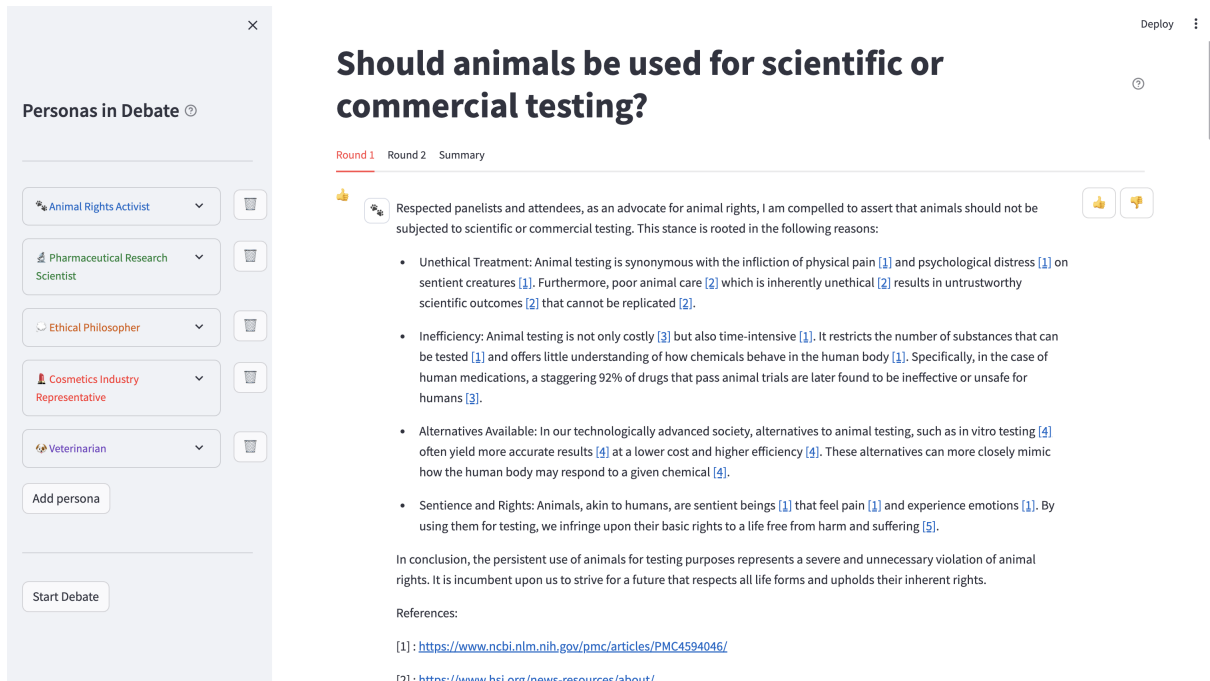 Deploy
Personas in Debate
Animal Rights Activist
Pharmaceutical Research
Scientist
Ethical Philosopher
Cosmetics Industry
Representative
Veterinarian
Add persona
Start Debate
Should animals be used for scientific or
commercial testing?
Round 1 Round 2 Summary
Respected panelists and attendees, as an advocate for animal rights, I am compelled to assert that animals should not be
subjected to scientific or commercial testing. This stance is rooted in the following reasons:
• Unethical Treatment: Animal testing is synonymous with the infliction of physical pain [1] and psychological distress [1] on
sentient creatures [1]. Furthermore, poor animal care [2] which is inherently unethical [2] results in untrustworthy
scientific outcomes [2] that cannot be replicated [2].
• Inefficiency: Animal testing is not only costly [3] but also time-intensive [1]. It restricts the number of substances that can
be tested [1] and offers little understanding of how chemicals behave in the human body [1]. Specifically, in the case of
human medications, a staggering 92% of drugs that pass animal trials are later found to be ineffective or unsafe for
humans [3].
• Alternatives Available: In our technologically advanced society, alternatives to animal testing, such as in vitro testing [4]
often yield more accurate results [4] at a lower cost and higher efficiency [4]. These alternatives can more closely mimic
how the human body may respond to a given chemical [4].
• Sentience and Rights: Animals, akin to humans, are sentient beings [1] that feel pain [1] and experience emotions [1]. By
using them for testing, we infringe upon their basic rights to a life free from harm and suffering [5].
In conclusion, the persistent use of animals for testing purposes represents a severe and unnecessary violation of animal
rights. It is incumbent upon us to strive for a future that respects all life forms and upholds their inherent rights.
References:
[1] : https://www.ncbi.nlm.nih.gov/pmc/articles/PMC4594046/
[2] : https://www.hsi.org/news-resources/about/